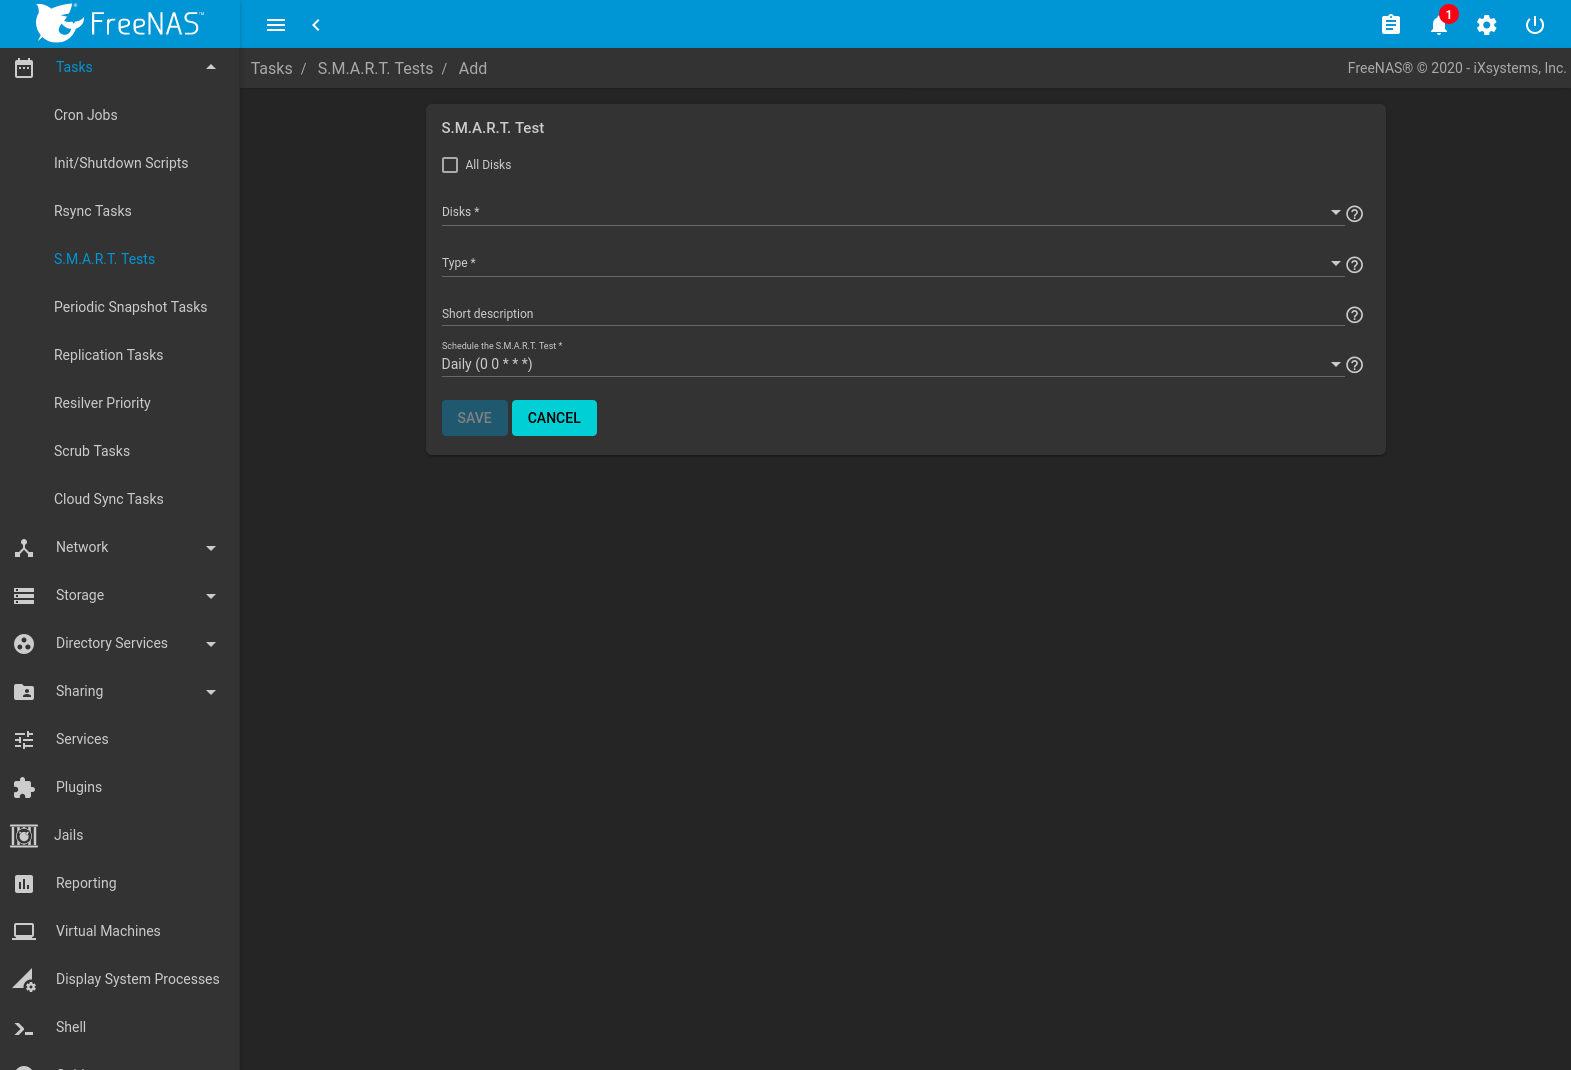 FreeNAS™
1
Tasks / S.M.A.R.T. Tests / Add
FreeNAS® © 2020 - iXsystems, Inc.
Tasks
Cron Jobs
Init/Shutdown Scripts
Rsync Tasks
S.M.A.R.T. Tests
Periodic Snapshot Tasks
Replication Tasks
Resilver Priority
Scrub Tasks
Cloud Sync Tasks
Network
Storage
Directory Services
Sharing
Services
Plugins
Jails
Reporting
Virtual Machines
Display System Processes
Shell
S.M.A.R.T. Test
All Disks
Disks *
Type *
Short description
Schedule the S.M.A.R.T. Test *
Daily (0 0 * * *)
SAVE CANCEL